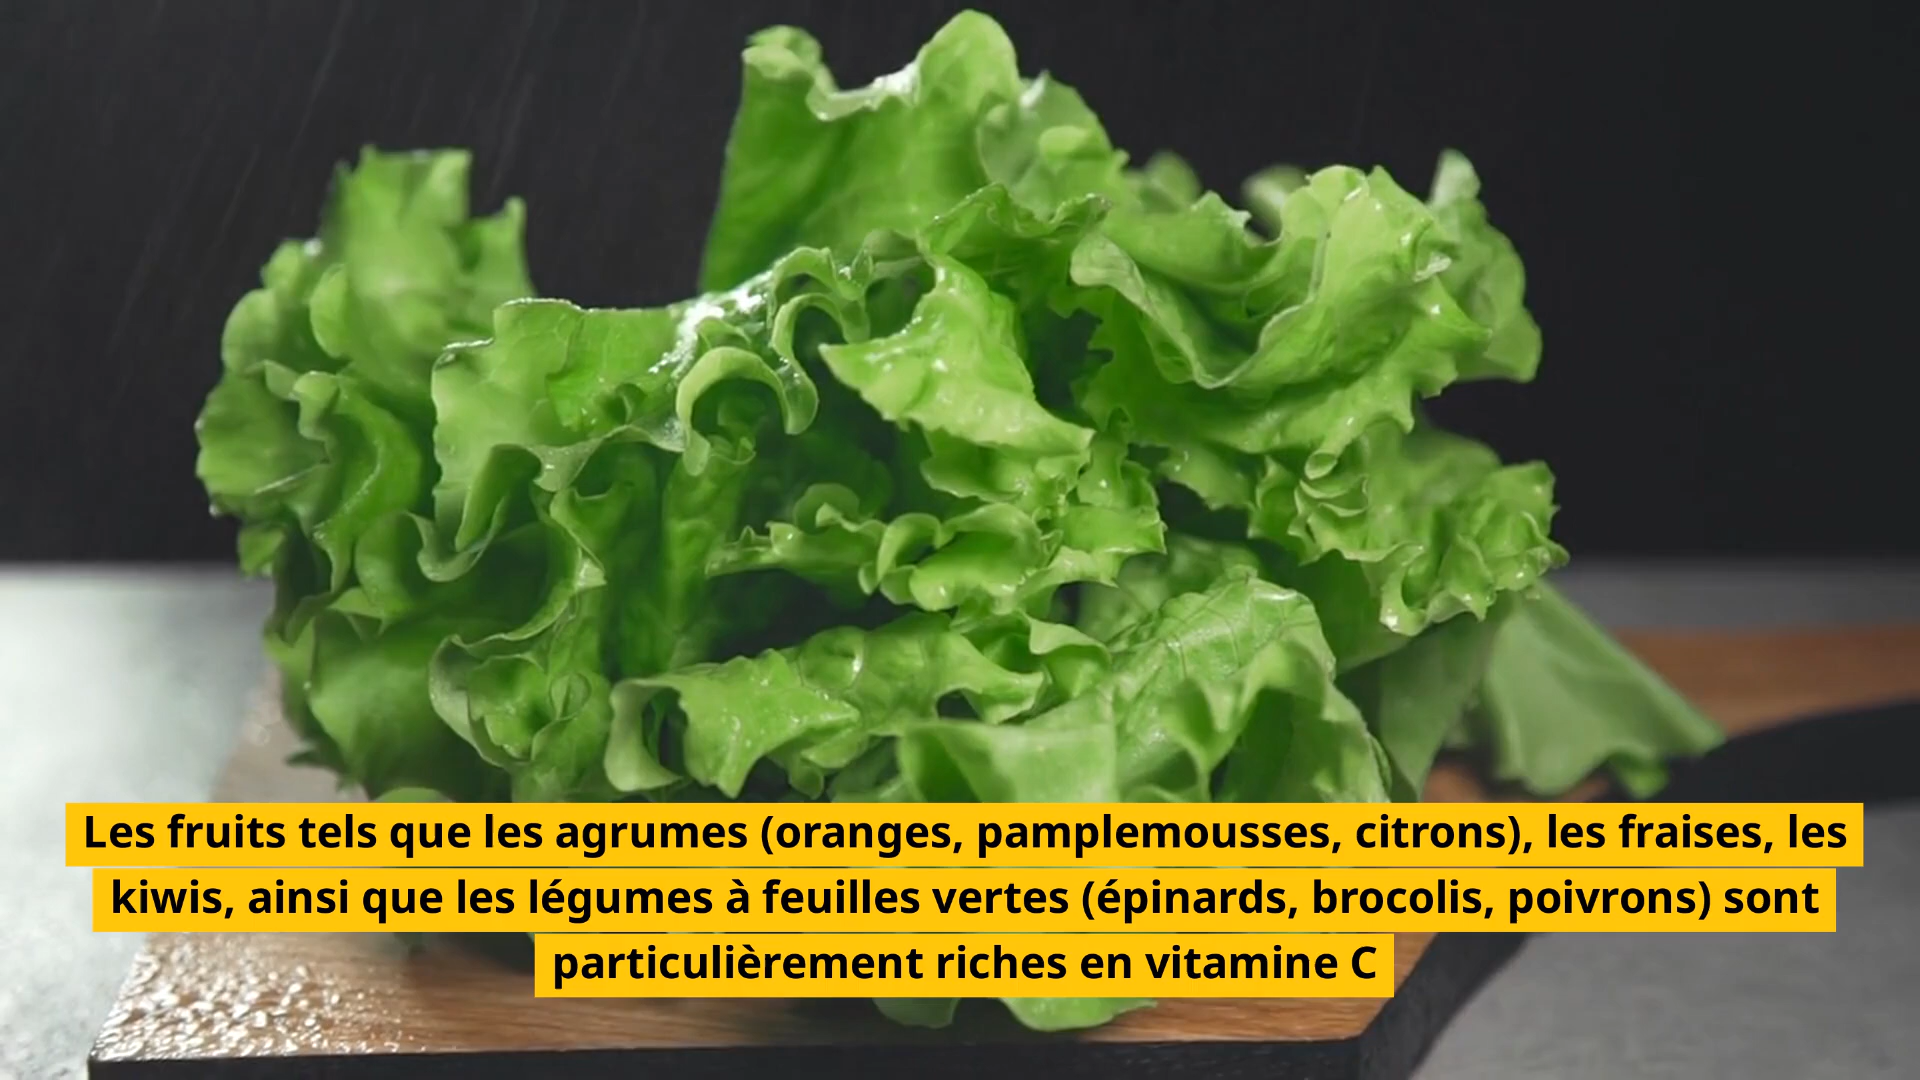 Les fruits tels que les agrumes (oranges, pamplemousses, citrons), les fraises, les
kiwis, ainsi que les légumes à feuilles vertes (épinards, brocolis, poivrons) sont
particulièrement riches en vitamine C